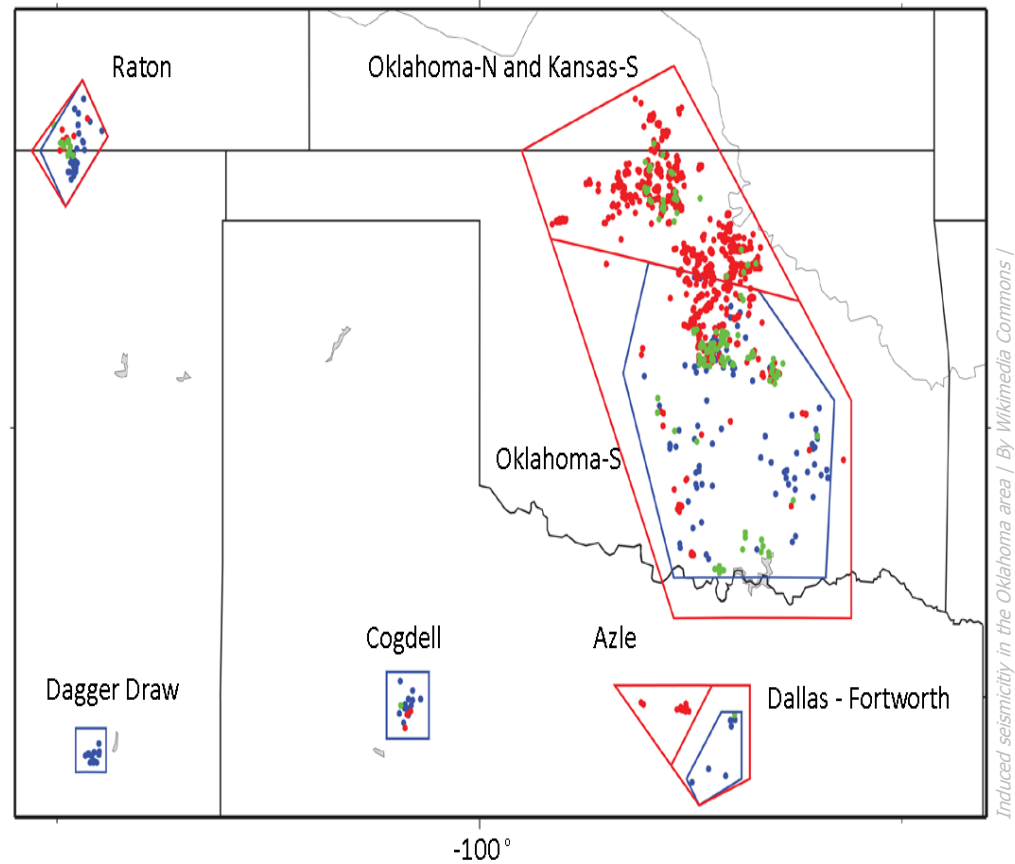 Raton
Oklahoma-N and Kansas-S
Oklahoma-S
Cogdell
Azle
Dagger Draw
Dallas - Fortworth
-100°
Induced seismicitiy in the Oklahoma area | By Wikimedia Commons |